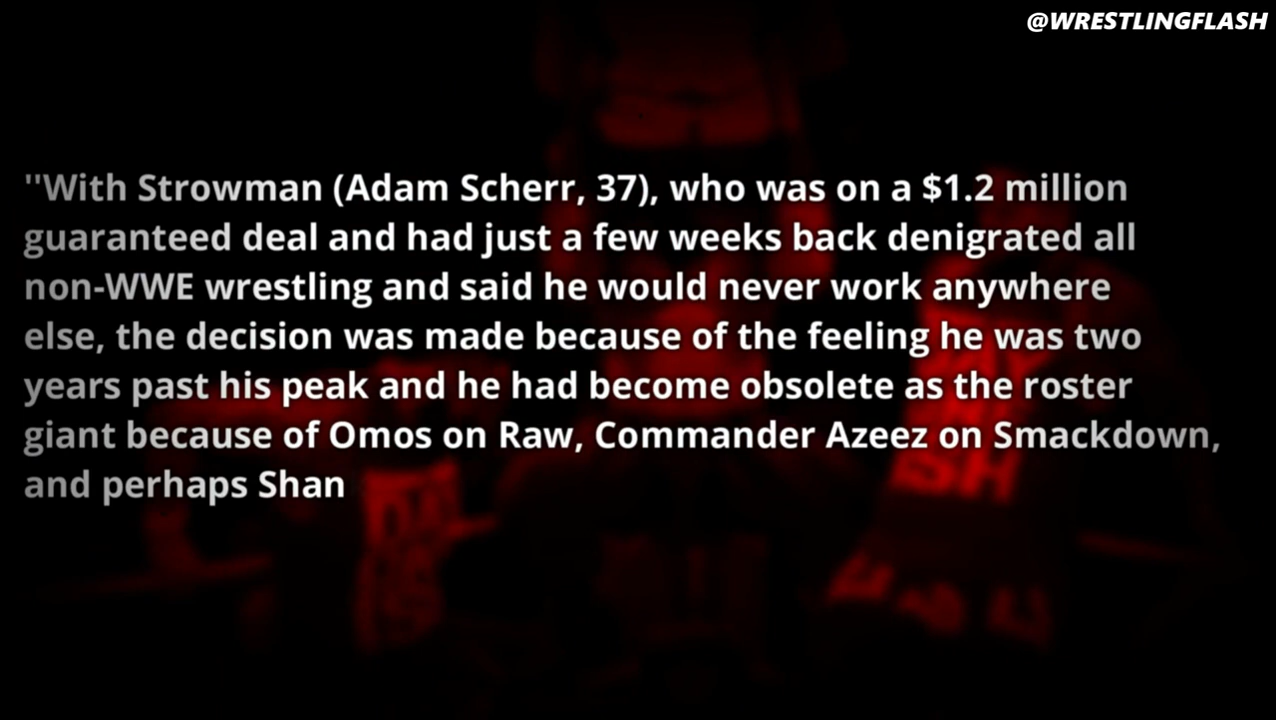 @WRESTLINGFLASH
''With Strowman (Adam Scherr, 37), who was on a $1.2 million
guaranteed deal and had just a few weeks back denigrated all
non-WWE wrestling and said he would never work anywhere
else, the decision was made because of the feeling he was two
years past his peak and he had become obsolete as the roster
giant because of Omos on Raw, Commander Azeez on Smackdown,
and perhaps Shan